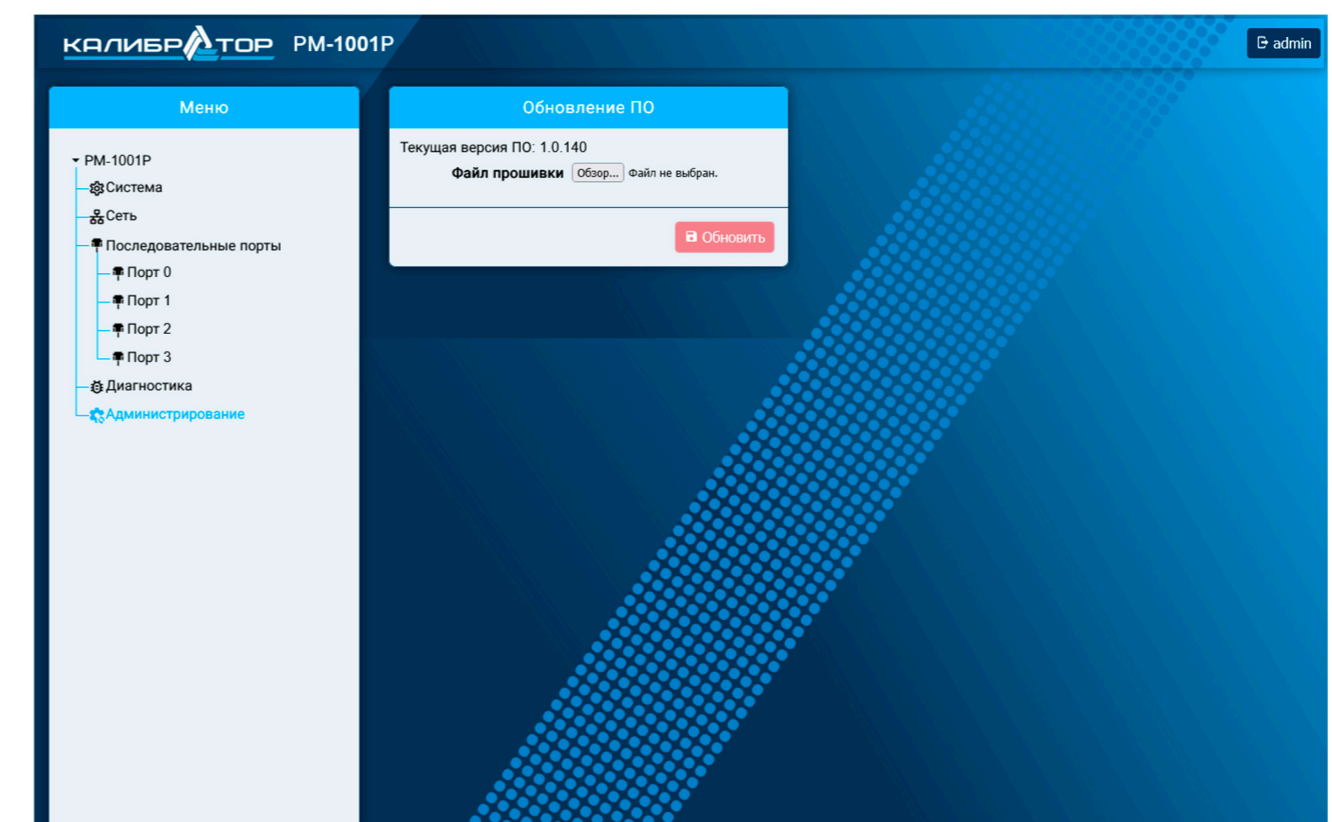 КАЛИБРАТОР РМ-1001Р
admin
Меню
РМ-1001Р
Система
Сеть
Последовательные порты
Порт 0
Порт 1
Порт 2
Порт 3
Диагностика
Администрирование
Обновление ПО
Текущая версия ПО: 1.0.140
Файл прошивки Обзор... Файл не выбран.
Обновить